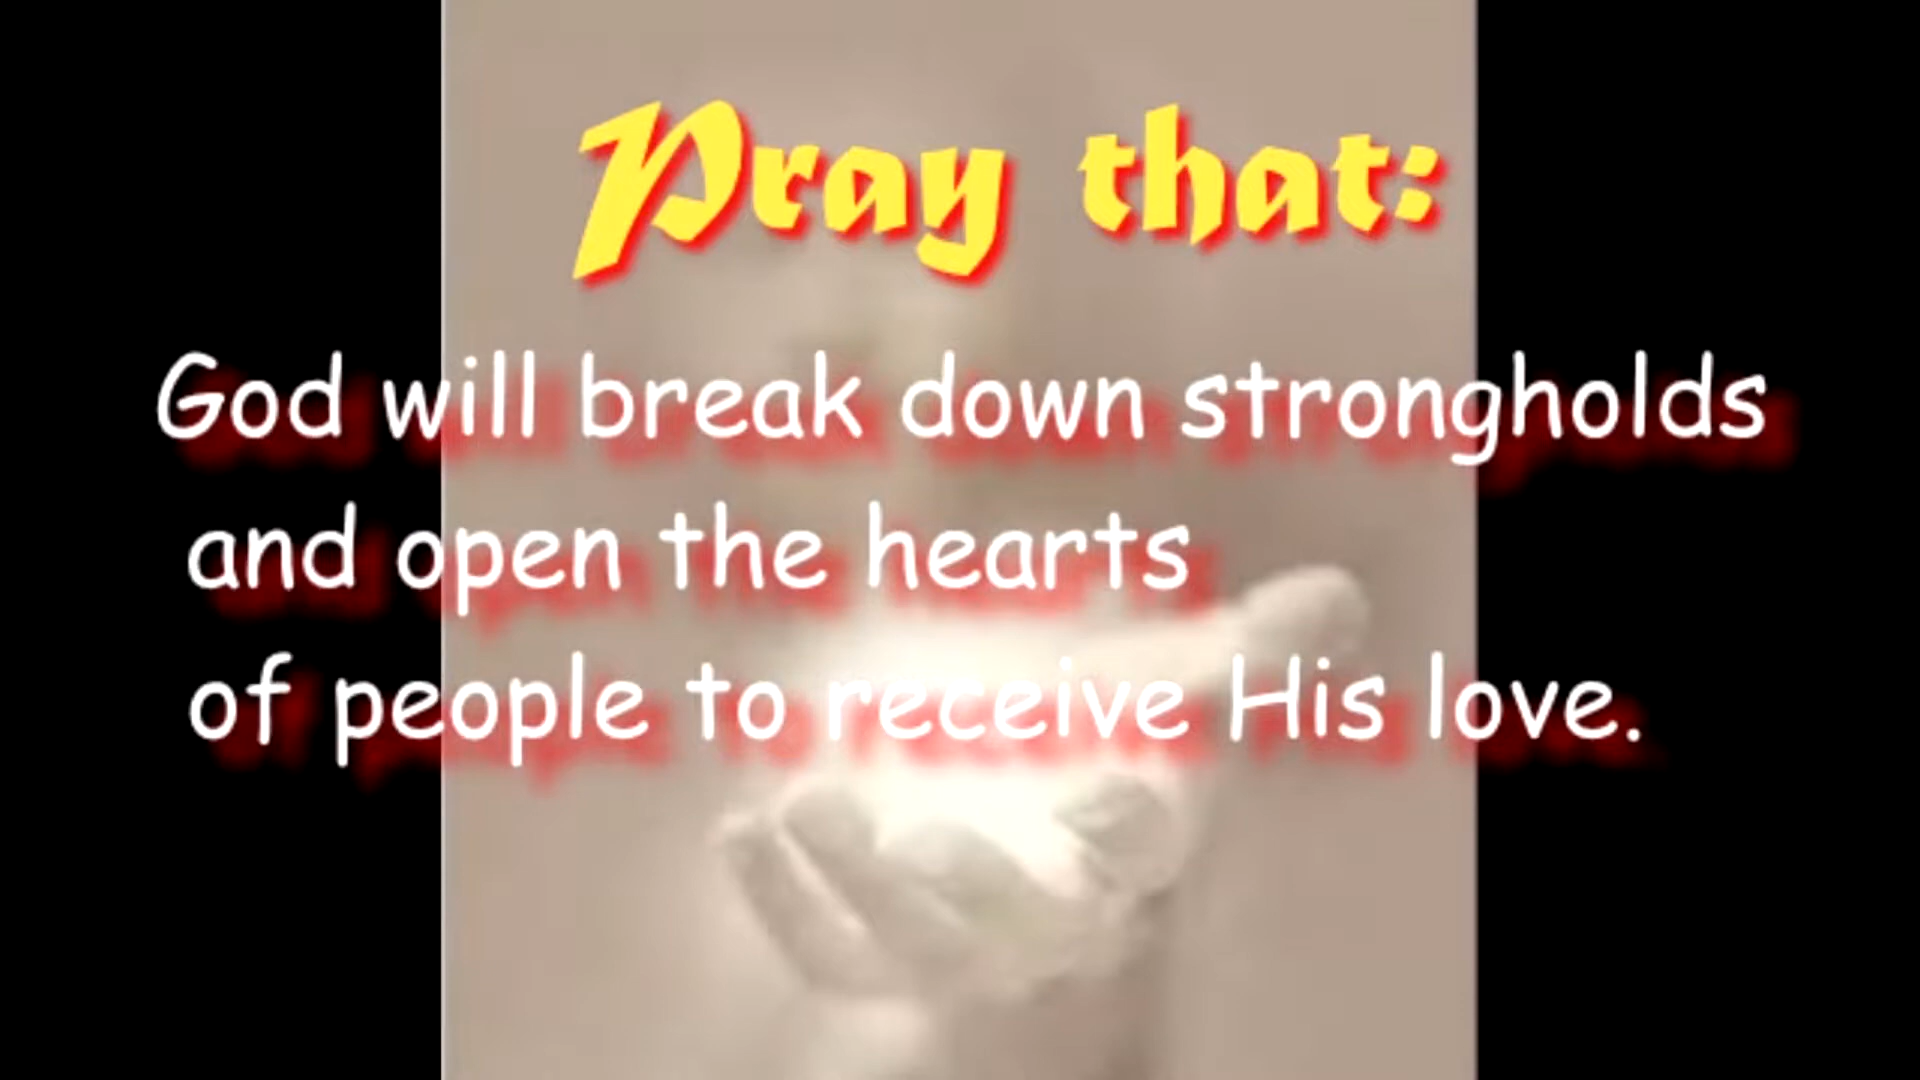 Pray that:
God will break down strongholds
and open the hearts
of people to receive His love.